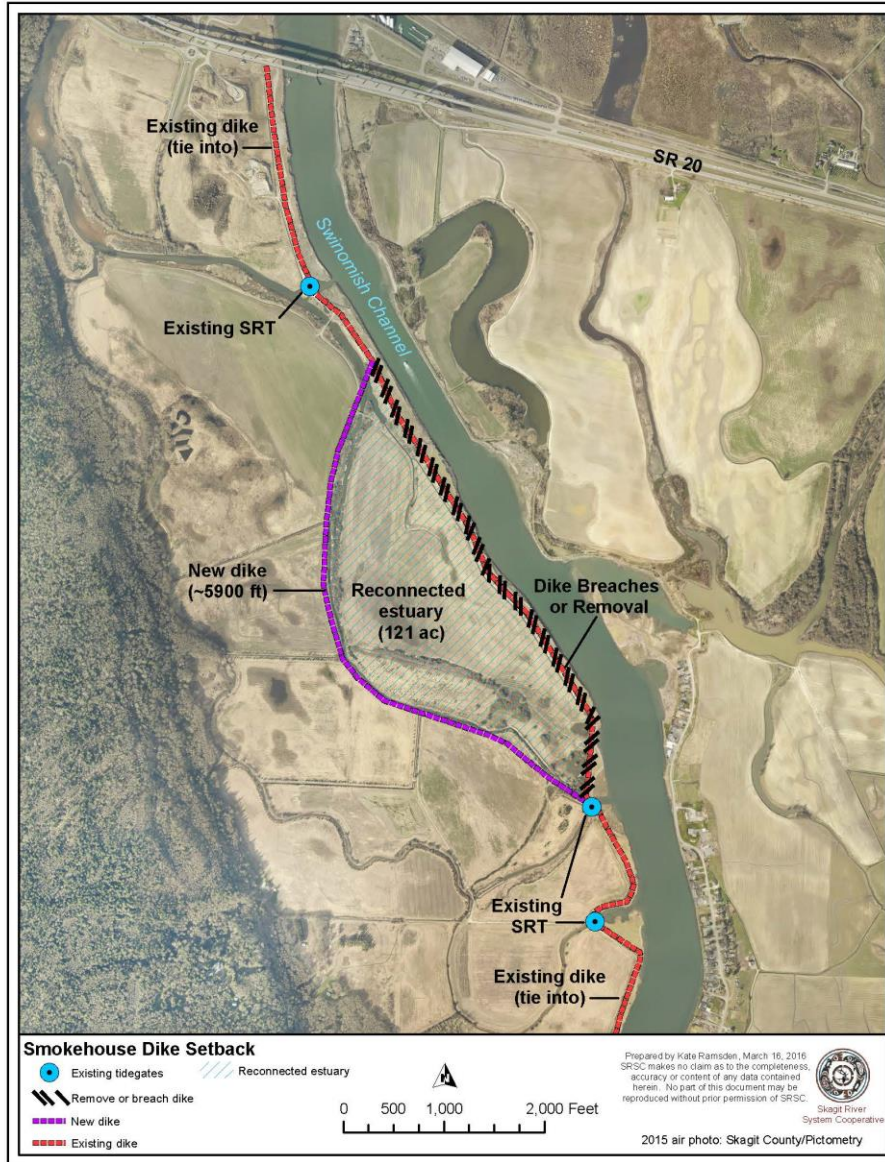 Existing dike
(tie into)
SR 20
Swinomish Channel
Existing SRT
New dike
(~5900 ft)
Reconnected
estuary
(121 ac)
Dike Breaches
or Removal
Existing
SRT
Existing dike
(tie into)
Smokehouse Dike Setback
Existing tidegates
Reconnected estuary
Remove or breach dike
New dike
Existing dike
N
0 500 1,000 2,000 Feet
Prepared by Kate Ramsden, March 16, 2016
SRSC makes no claim as to the completeness,
accuracy or content of any data contained
herein. No part of this document may be
reproduced without prior permission of SRSC.
Skagit River
System Cooperative
2015 air photo: Skagit County/Pictometry